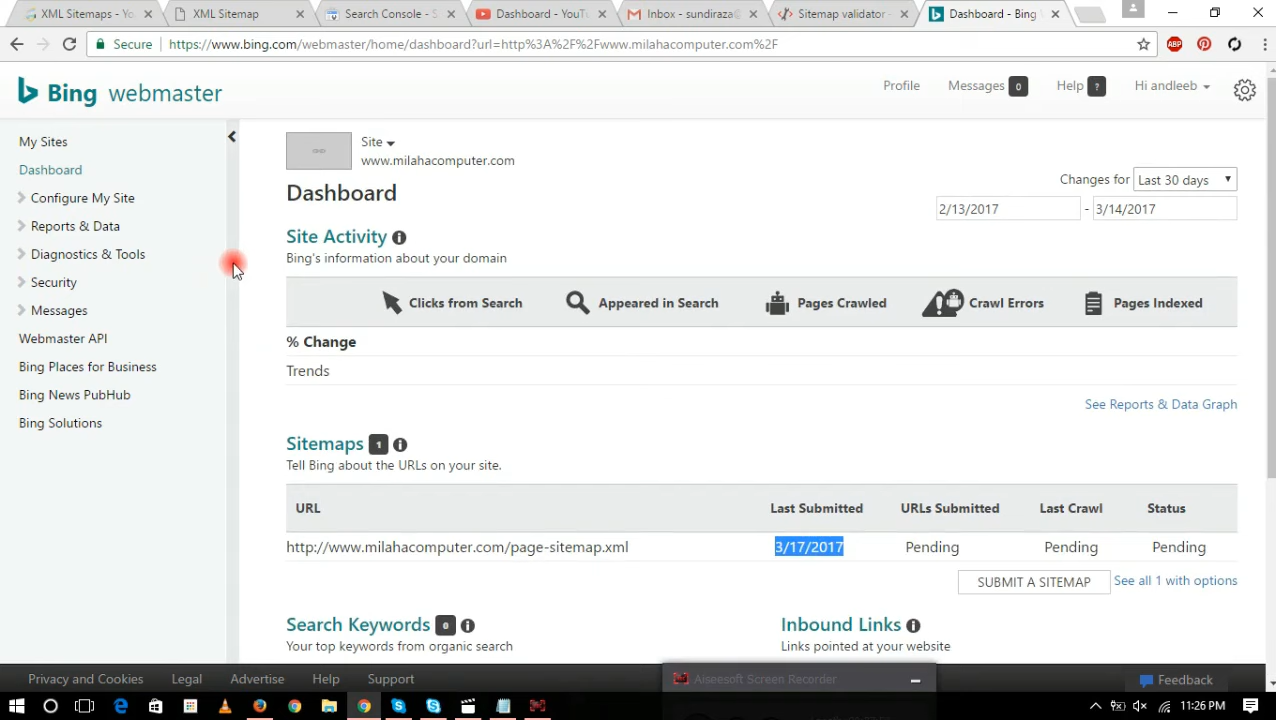 XML Sitemaps - Yo
XML Sitemap
Search Console - S
Dashboard - YouTu
Inbox - sundiraza
Sitemap validator
Dashboard - Bing
Secure https://www.bing.com/webmaster/home/dashboard?url=http%3A%2F%2Fwww.milahacomputer.com%2F
ABP
Bing webmaster
Profile Messages 0 Help ? Hi andleeb
My Sites
Dashboard
Configure My Site
Reports & Data
Diagnostics & Tools
Security
Messages
Webmaster API
Bing Places for Business
Bing News PubHub
Bing Solutions
Site
www.milahacomputer.com
Dashboard
Changes for Last 30 days
2/13/2017 - 3/14/2017
Site Activity
Bing's information about your domain
Clicks from Search Appeared in Search Pages Crawled Crawl Errors Pages Indexed
% Change
Trends
See Reports & Data Graph
Sitemaps 1
Tell Bing about the URLs on your site.
URL Last Submitted URLs Submitted Last Crawl Status
http://www.milahacomputer.com/page-sitemap.xml 3/17/2017 Pending Pending Pending
SUBMIT A SITEMAP See all 1 with options
Search Keywords 0
Your top keywords from organic search
Inbound Links
Links pointed at your website
Privacy and Cookies Legal Advertise Help Support
Aiseesoft Screen Recorder
Feedback
11:26 PM